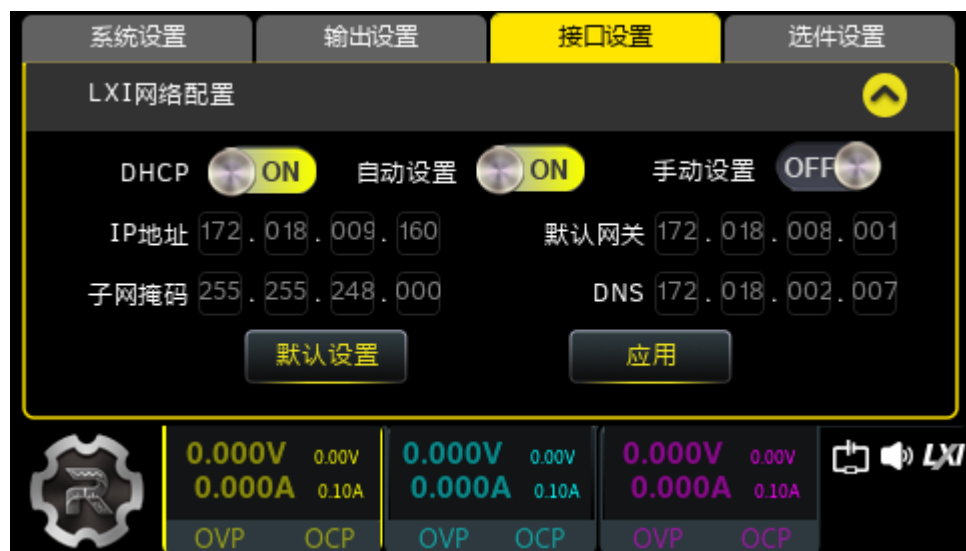 系统设置 输出设置 接口设置 选件设置
LXI网络配置
DHCP ON 自动设置 ON 手动设置 OFF
IP地址 172 . 018 . 009 . 160 默认网关 172 . 018 . 008 . 001
子网掩码 255 . 255 . 248 . 000 DNS 172 . 018 . 002 . 007
默认设置 应用
0.000V 0.00V 0.000V 0.00V 0.000V 0.00V LXI
0.000A 0.10A 0.000A 0.10A 0.000A 0.10A
R OVP OCP OVP OCP OVP OCP